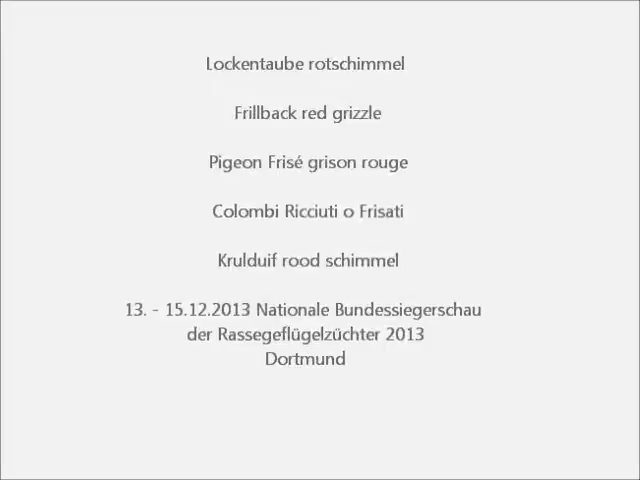 Lockentaube rotschimmel
Frillback red grizzle
Pigeon Frisé grison rouge
Colombi Ricciuti o Frisati
Krulduif rood schimmel
13. - 15.12.2013 Nationale Bundessiegerschau
der Rassegeflügelzüchter 2013
Dortmund